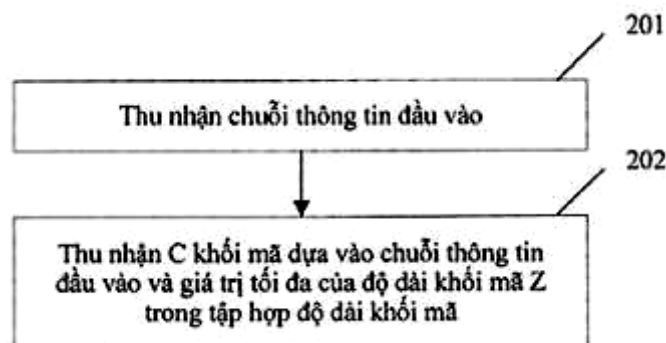 201
Thu nhận chuỗi thông tin đầu vào
202
Thu nhận C khối mã dựa vào chuỗi thông tin
đầu vào và giá trị tối đa của độ dài khối mã Z
trong tập hợp độ dài khối mã